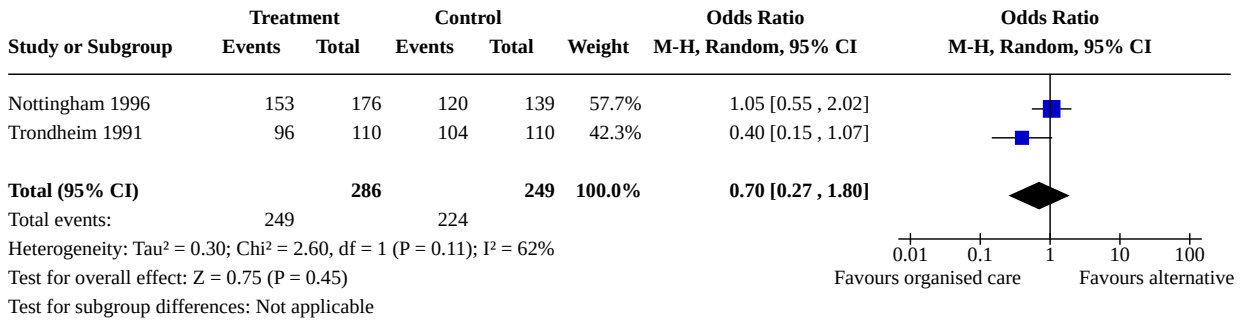 Treatment Control Odds Ratio Odds Ratio
Study or Subgroup Events Total Events Total Weight M-H, Random, 95% CI M-H, Random, 95% CI
Nottingham 1996 153 176 120 139 57.7% 1.05 [0.55 , 2.02]
Trondheim 1991 96 110 104 110 42.3% 0.40 [0.15 , 1.07]
Total (95% CI) 286 249 100.0% 0.70 [0.27 , 1.80]
Total events: 249 224
Heterogeneity: Tau² = 0.30; Chi² = 2.60, df = 1 (P = 0.11); I² = 62%
0.01 0.1 1 10 100
Test for overall effect: Z = 0.75 (P = 0.45)
Favours organised care Favours alternative
Test for subgroup differences: Not applicable